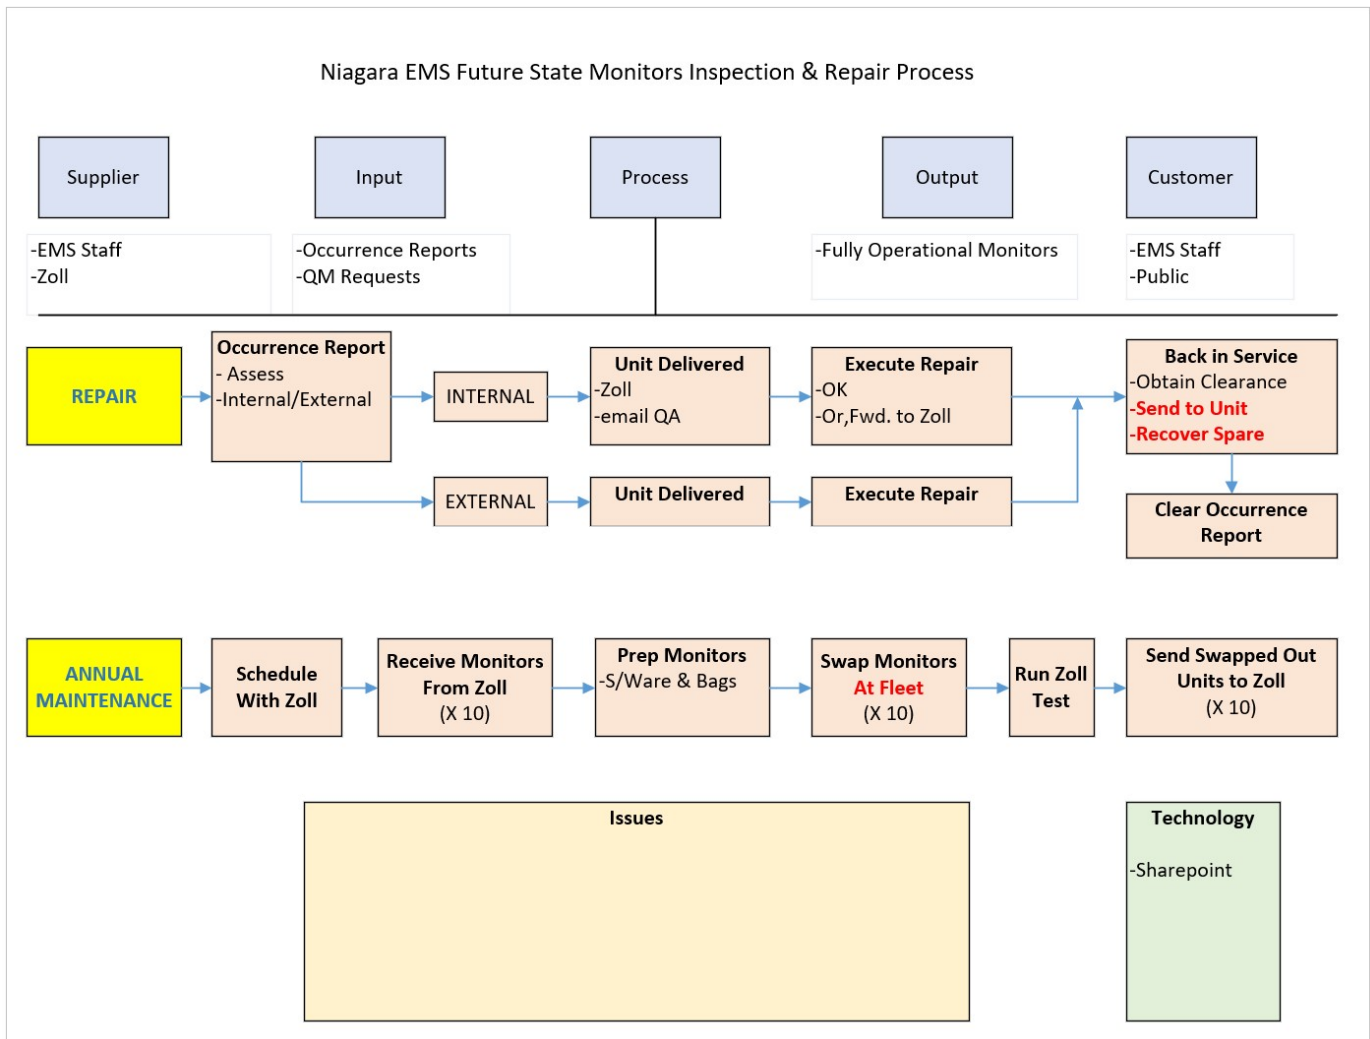 Niagara EMS Future State Monitors Inspection & Repair Process
Supplier
Input
Process
Output
Customer
-EMS Staff
-Zoll
-Occurrence Reports
-QM Requests
-Fully Operational Monitors
-EMS Staff
-Public
REPAIR
Occurrence Report
- Assess
-Internal/External
INTERNAL
Unit Delivered
-Zoll
-email QA
Execute Repair
-OK
-Or,Fwd. to Zoll
Back in Service
-Obtain Clearance
-Send to Unit
-Recover Spare
EXTERNAL
Unit Delivered
Execute Repair
Clear Occurrence
Report
ANNUAL
MAINTENANCE
Schedule
With Zoll
Receive Monitors
From Zoll
(X 10)
Prep Monitors
-S/Ware & Bags
Swap Monitors
At Fleet
(X 10)
Run Zoll
Test
Send Swapped Out
Units to Zoll
(X 10)
Issues
Technology
-Sharepoint